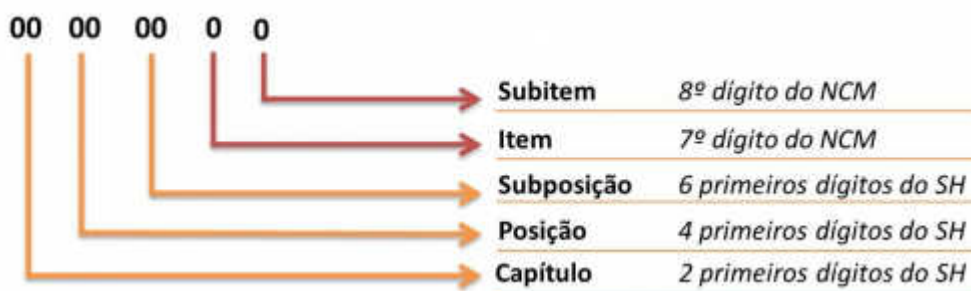 00 00 00 0 0
Subitem 8º dígito do NCM
Item 7º dígito do NCM
Subposição 6 primeiros dígitos do SH
Posição 4 primeiros dígitos do SH
Capítulo 2 primeiros dígitos do SH